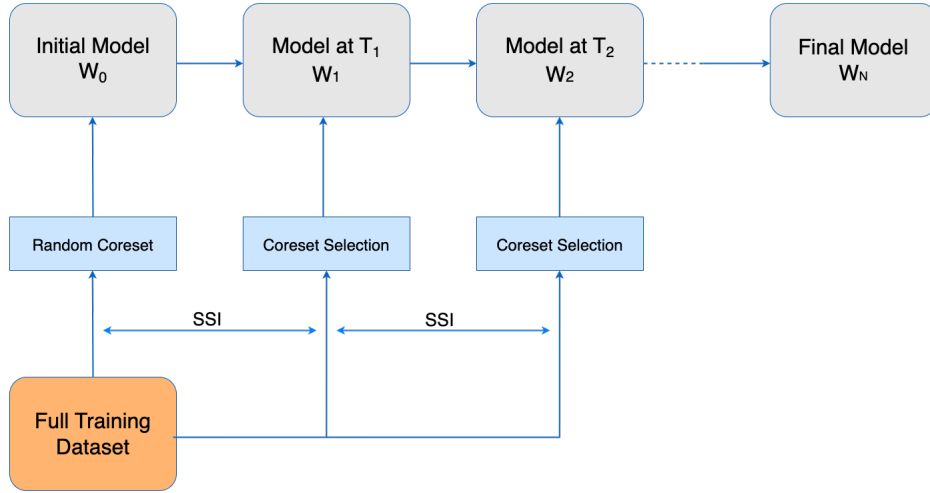 Initial Model
W₀
Model at T₁
W₁
Model at T₂
W₂
Final Model
W_N
Random Coreset
Coreset Selection
Coreset Selection
SSI
SSI
Full Training
Dataset